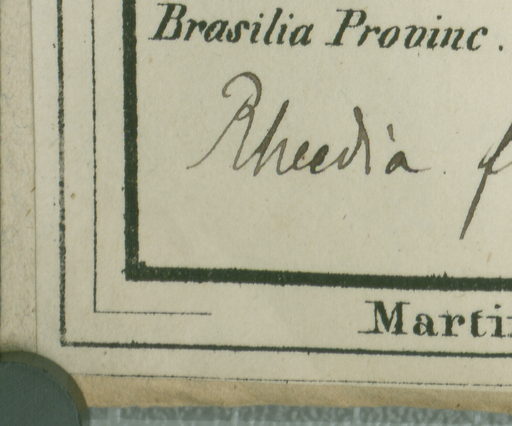 Brasilia Provinc.
Rheedia f
Marti